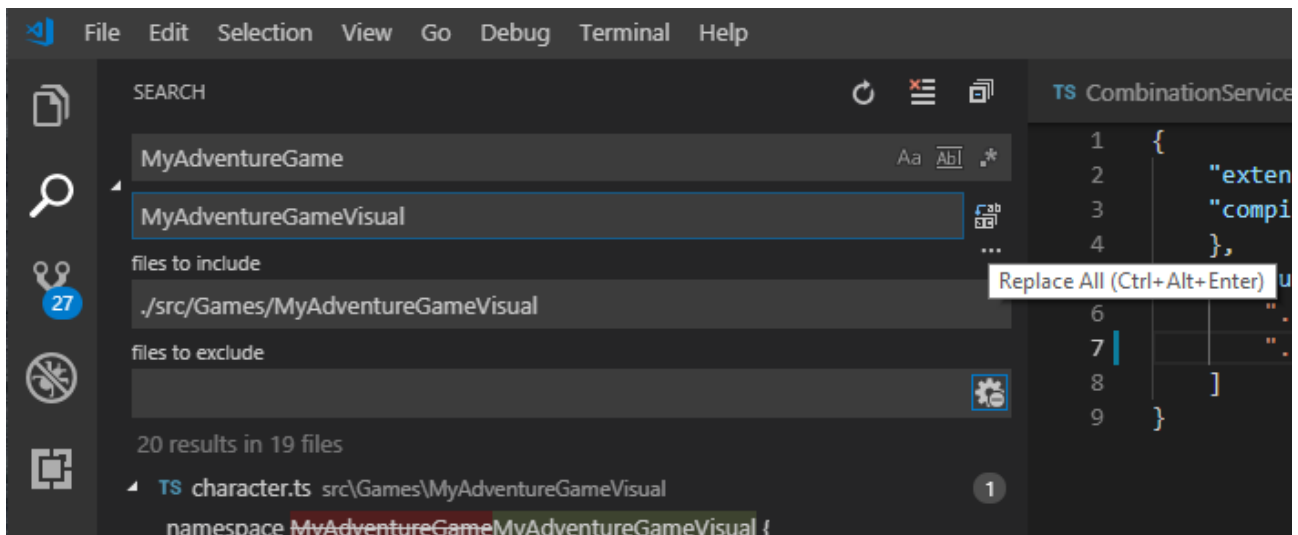 File Edit Selection View Go Debug Terminal Help
SEARCH
MyAdventureGame
Aa Abl .*
MyAdventureGameVisual
...
files to include
./src/Games/MyAdventureGameVisual
files to exclude
20 results in 19 files
TS character.ts src\Games\MyAdventureGameVisual 1
namespace MyAdventureGameMyAdventureGameVisual {
27
TS CombinationService
1 {
2 "exten
3 "compi
4 },
Replace All (Ctrl+Alt+Enter)
6 ".
7 ".
8 ]
9 }